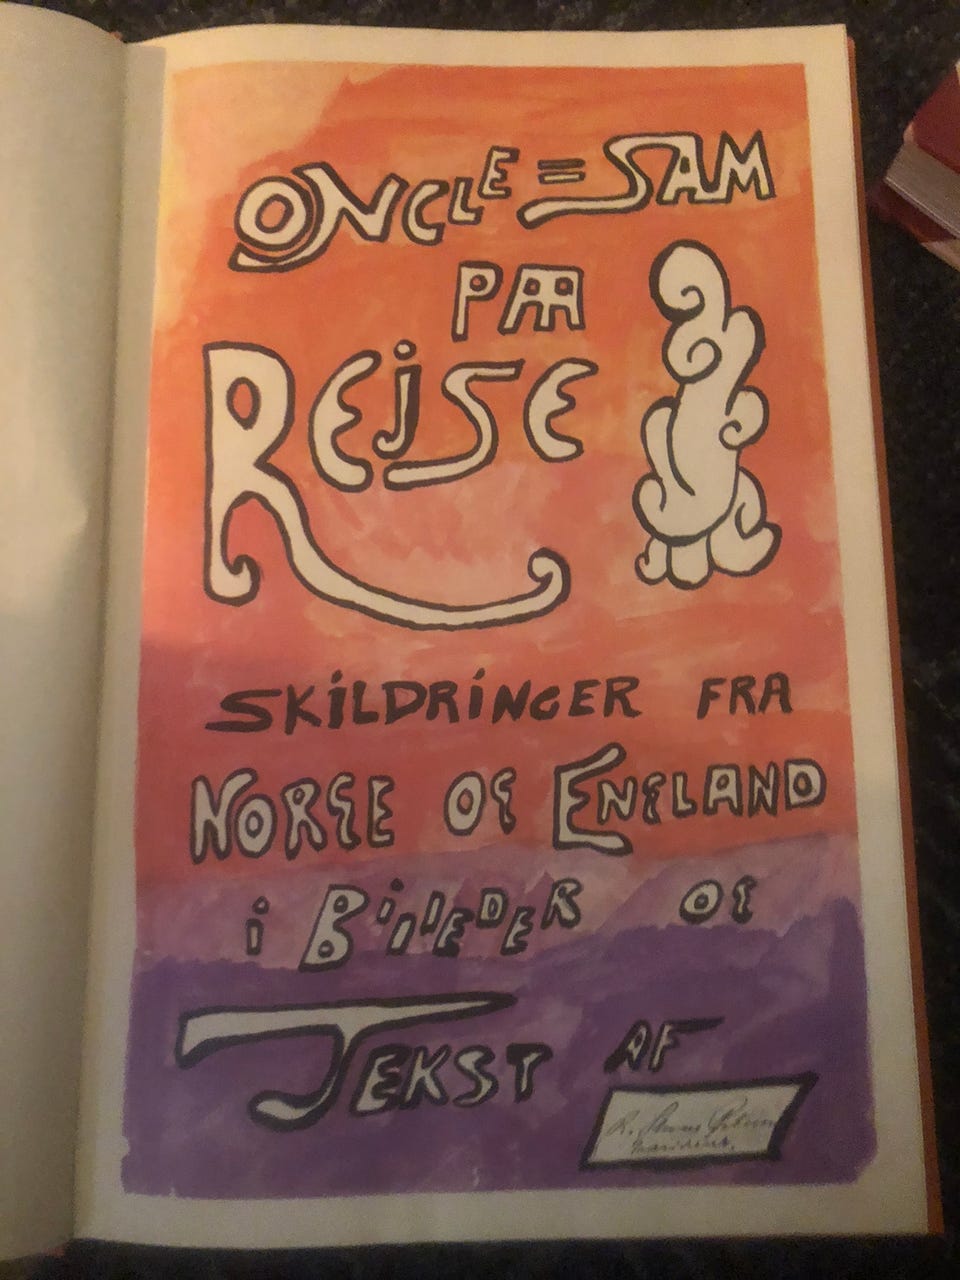 ONCLE = SAM
PAA
REjSE
SKiLDRiNGER FRA
NORGE OG ENGLAND
i BiLLEDER OG
TEKST AF